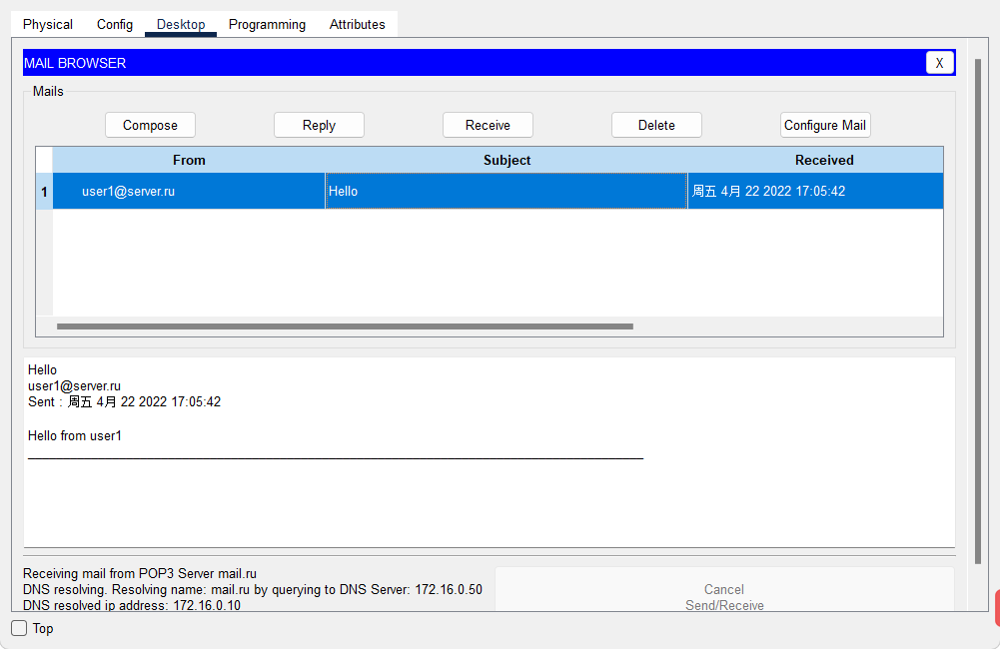 Physical Config Desktop Programming Attributes
MAIL BROWSER X
Mails
Compose Reply Receive Delete Configure Mail
From Subject Received
1 user1@server.ru Hello 周五 4月 22 2022 17:05:42
Hello
user1@server.ru
Sent : 周五 4月 22 2022 17:05:42
Hello from user1
Receiving mail from POP3 Server mail.ru
DNS resolving. Resolving name: mail.ru by querying to DNS Server: 172.16.0.50
DNS resolved ip address: 172.16.0.10
Cancel
Send/Receive
Top